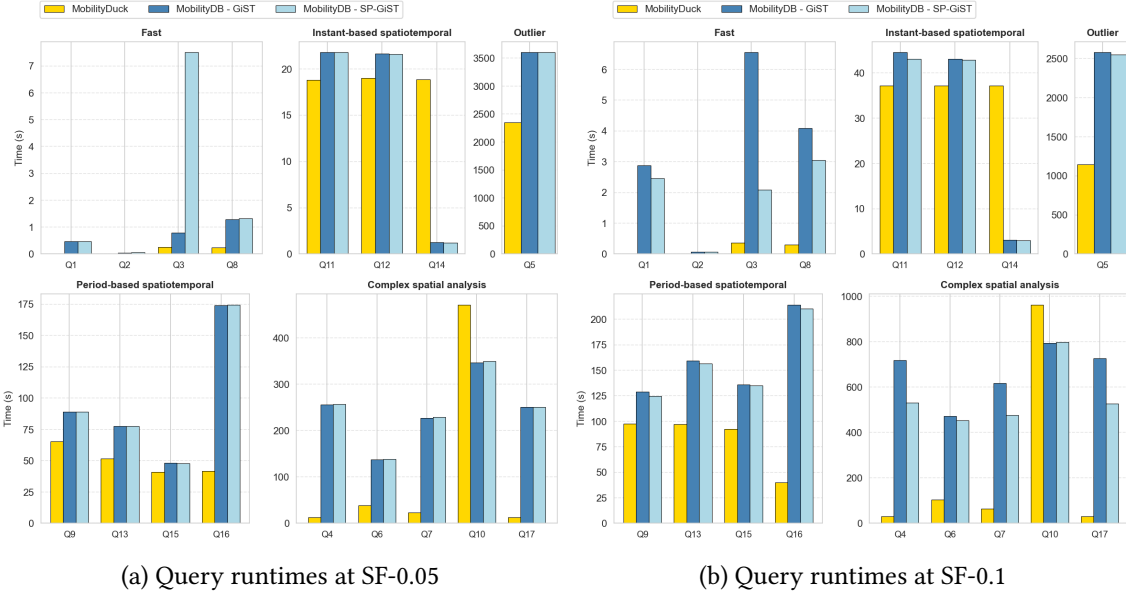 MobilityDuck MobilityDB - GiST MobilityDB - SP-GiST
Fast
Time (s)
7
6
5
4
3
2
1
0
Q1 Q2 Q3 Q8
Instant-based spatiotemporal
20
15
10
5
0
Q11 Q12 Q14
Outlier
3500
3000
2500
2000
1500
1000
500
0
Q5
Period-based spatiotemporal
Time (s)
175
150
125
100
75
50
25
0
Q9 Q13 Q15 Q16
Complex spatial analysis
400
300
200
100
0
Q4 Q6 Q7 Q10 Q17
(a) Query runtimes at SF-0.05
MobilityDuck MobilityDB - GiST MobilityDB - SP-GiST
Fast
Time (s)
6
5
4
3
2
1
0
Q1 Q2 Q3 Q8
Instant-based spatiotemporal
40
30
20
10
0
Q11 Q12 Q14
Outlier
2500
2000
1500
1000
500
0
Q5
Period-based spatiotemporal
Time (s)
200
175
150
125
100
75
50
25
0
Q9 Q13 Q15 Q16
Complex spatial analysis
1000
800
600
400
200
0
Q4 Q6 Q7 Q10 Q17
(b) Query runtimes at SF-0.1